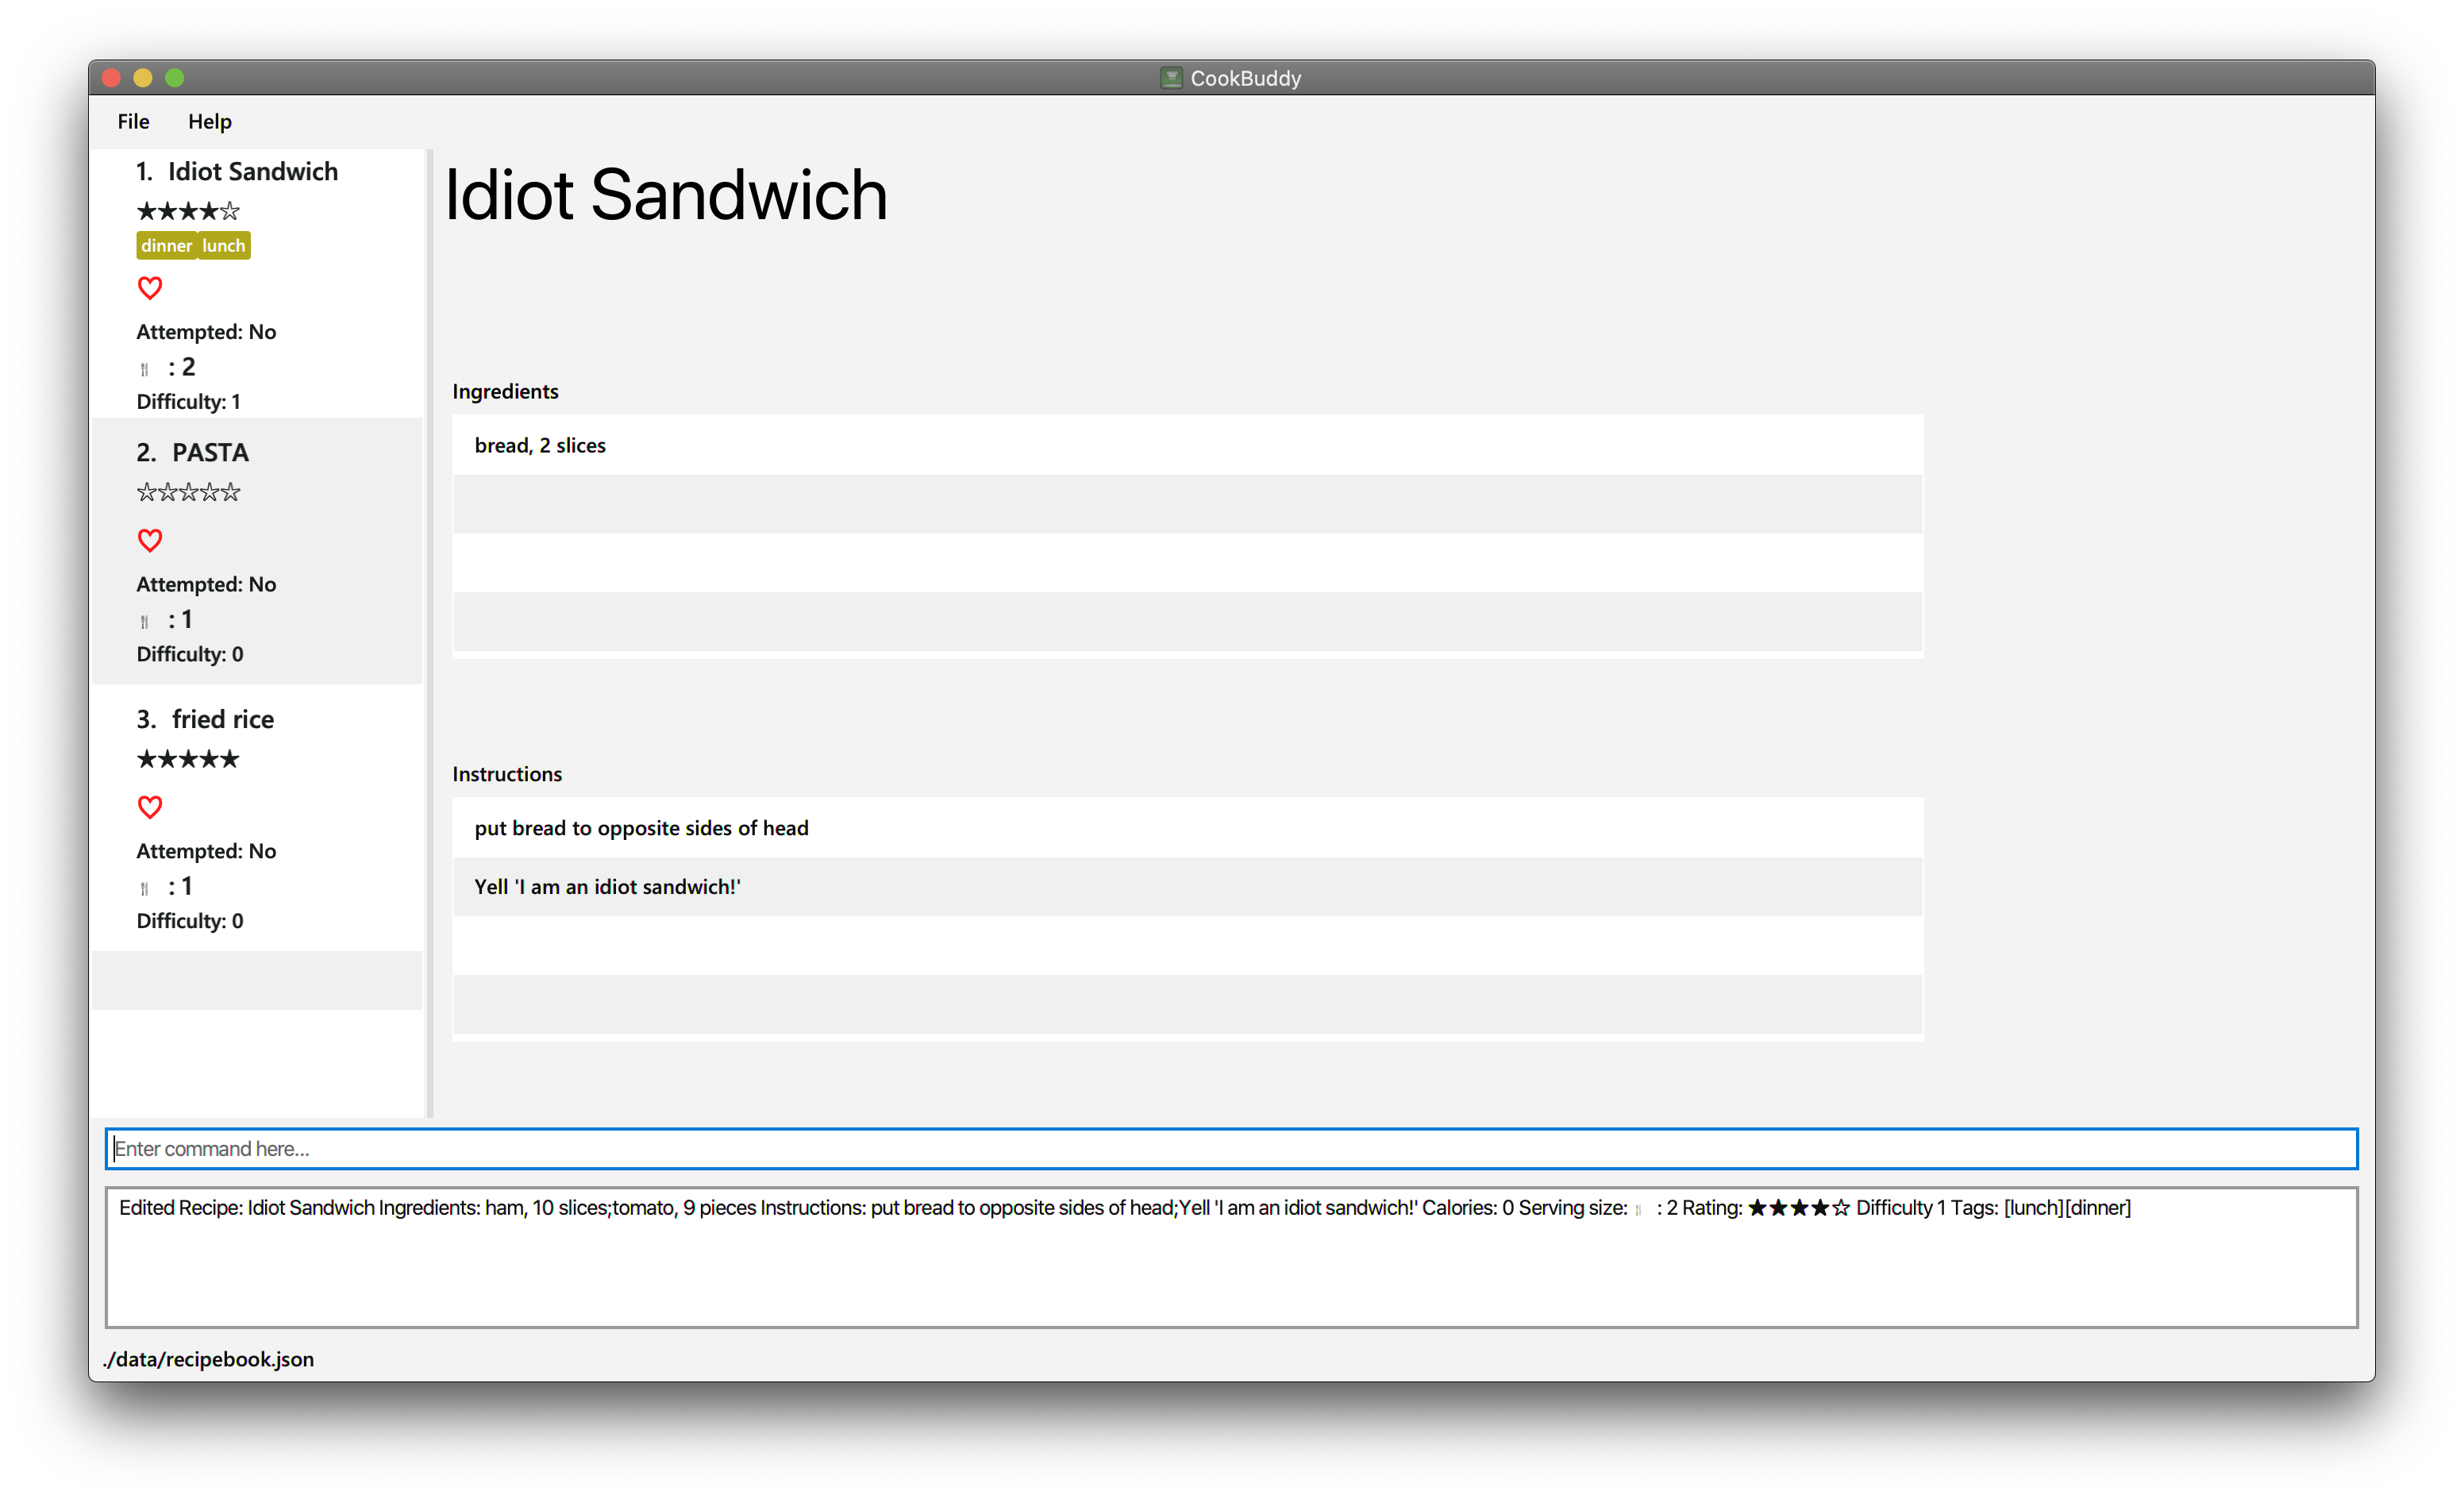 CookBuddy
File Help
1. Idiot Sandwich
★★★★☆
dinner lunch
Attempted: No
: 2
Difficulty: 1
2. PASTA
☆☆☆☆☆
Attempted: No
: 1
Difficulty: 0
3. fried rice
★★★★★
Attempted: No
: 1
Difficulty: 0
Idiot Sandwich
Ingredients
bread, 2 slices
Instructions
put bread to opposite sides of head
Yell 'I am an idiot sandwich!'
Enter command here...
Edited Recipe: Idiot Sandwich Ingredients: ham, 10 slices;tomato, 9 pieces Instructions: put bread to opposite sides of head;Yell 'I am an idiot sandwich!' Calories: 0 Serving size: 🍴 : 2 Rating: ★★★★☆ Difficulty 1 Tags: [lunch][dinner]
./data/recipebook.json